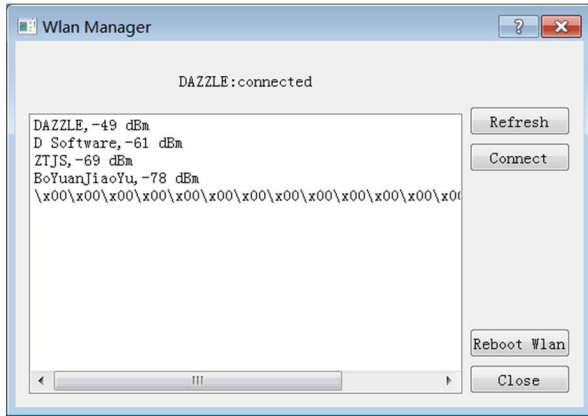 Wlan Manager
DAZZLE:connected
DAZZLE,-49 dBm
D Software,-61 dBm
ZTJS,-69 dBm
BoYuanJiaoYu,-78 dBm
\x00\x00\x00\x00\x00\x00\x00\x00\x00\x00\x00\x0
Refresh
Connect
Reboot Wlan
Close